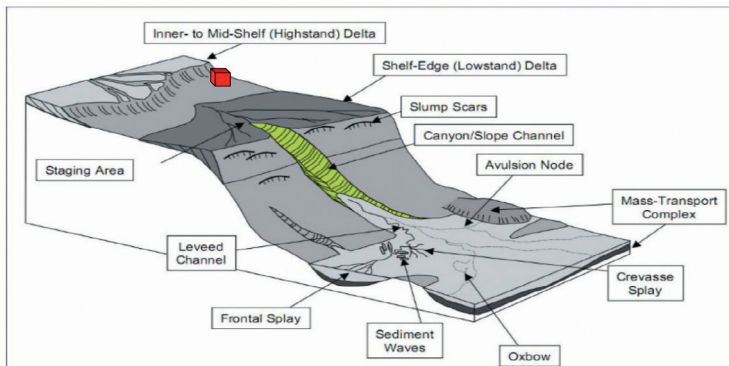 Inner- to Mid-Shelf (Highstand) Delta
Shelf-Edge (Lowstand) Delta
Slump Scars
Canyon/Slope Channel
Avulsion Node
Staging Area
Mass-Transport
Complex
Leveed
Channel
Crevasse
Splay
Frontal Splay
Sediment
Waves
Oxbow